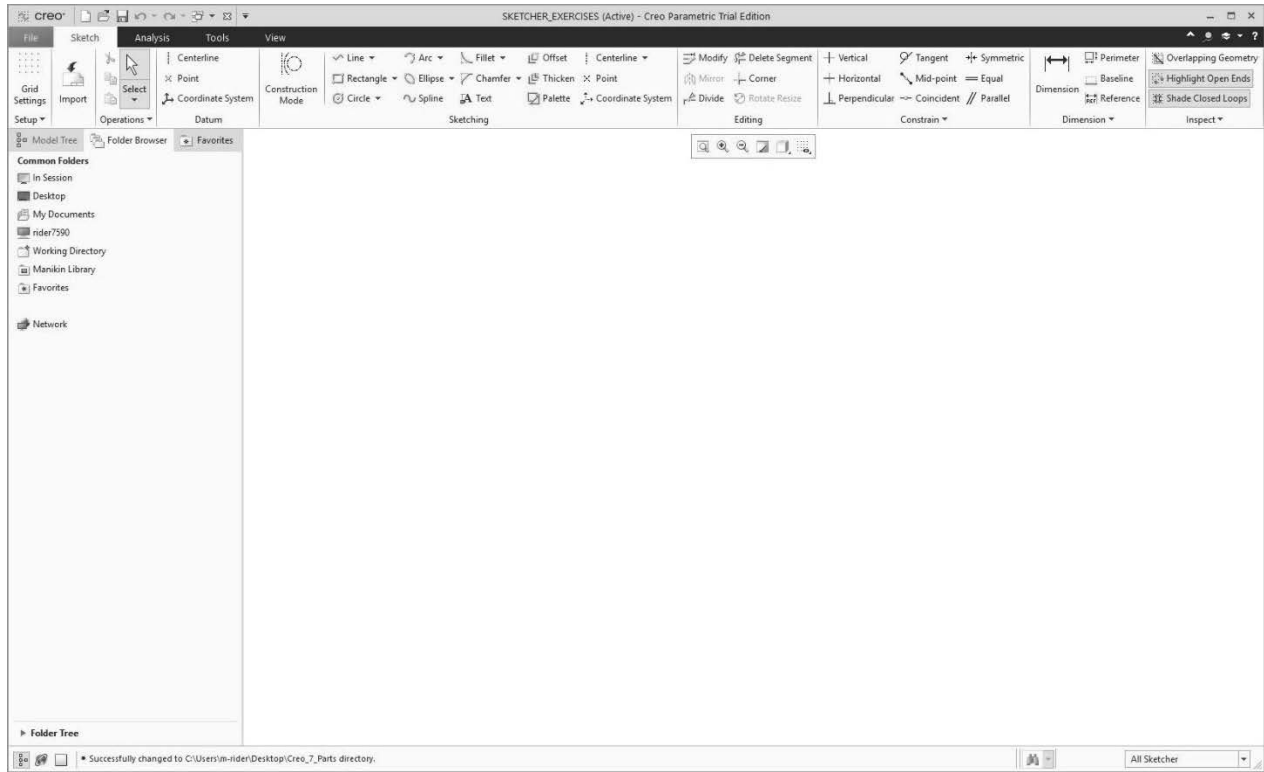 creo SKETCHER_EXERCISES (Active) - Creo Parametric Trial Edition
File Sketch Analysis Tools View
Centerline Line Arc Fillet Offset Centerline Modify Delete Segment Vertical Tangent Symmetric Perimeter Overlapping Geometry
Point Rectangle Ellipse Chamfer Thicken Point Mirror Corner Horizontal Mid-point Equal Baseline Highlight Open Ends
Grid Settings Import Select Coordinate System Construction Mode Circle Spline Text Palette Coordinate System Divide Rotate Resize Perpendicular Coincident Parallel Dimension Reference Shade Closed Loops
Setup Operations Datum Sketching Editing Constrain Dimension Inspect
Model Tree Folder Browser Favorites
Common Folders
In Session
Desktop
My Documents
rider7590
Working Directory
Manikin Library
Favorites
Network
Folder Tree
• Successfully changed to C:\Users\m-rider\Desktop\Creo_7_Parts directory. All Sketcher